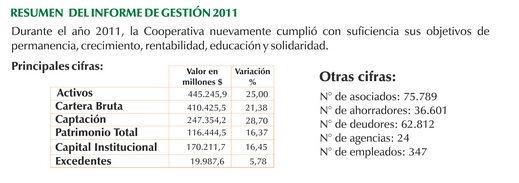 RESUMEN DEL INFORME DE GESTIÓN 2011
Durante el año 2011, la Cooperativa nuevamente cumplió con suficiencia sus objetivos de
permanencia, crecimiento, rentabilidad, educación y solidaridad.
Principales cifras:
Valor en millones $ Variación %
Activos 445.245,9 25,00
Cartera Bruta 410.425,5 21,38
Captación 247.354,2 28,70
Patrimonio Total 116.444,5 16,37
Capital Institucional 170.211,7 16,45
Excedentes 19.987,6 5,78
Otras cifras:
N° de asociados: 75.789
N° de ahorradores: 36.601
N° de deudores: 62.812
N° de agencias: 24
N° de empleados: 347